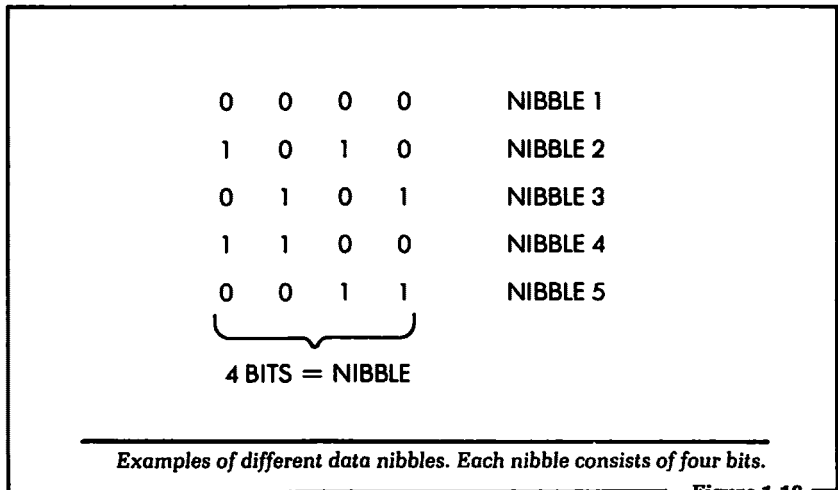 0 0 0 0 NIBBLE 1
1 0 1 0 NIBBLE 2
0 1 0 1 NIBBLE 3
1 1 0 0 NIBBLE 4
0 0 1 1 NIBBLE 5
4 BITS = NIBBLE
Examples of different data nibbles. Each nibble consists of four bits.